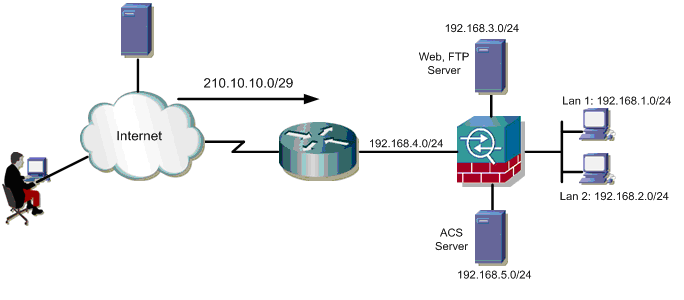 192.168.3.0/24
Web, FTP
Server
210.10.10.0/29
Lan 1: 192.168.1.0/24
Internet
192.168.4.0/24
Lan 2: 192.168.2.0/24
ACS
Server
192.168.5.0/24